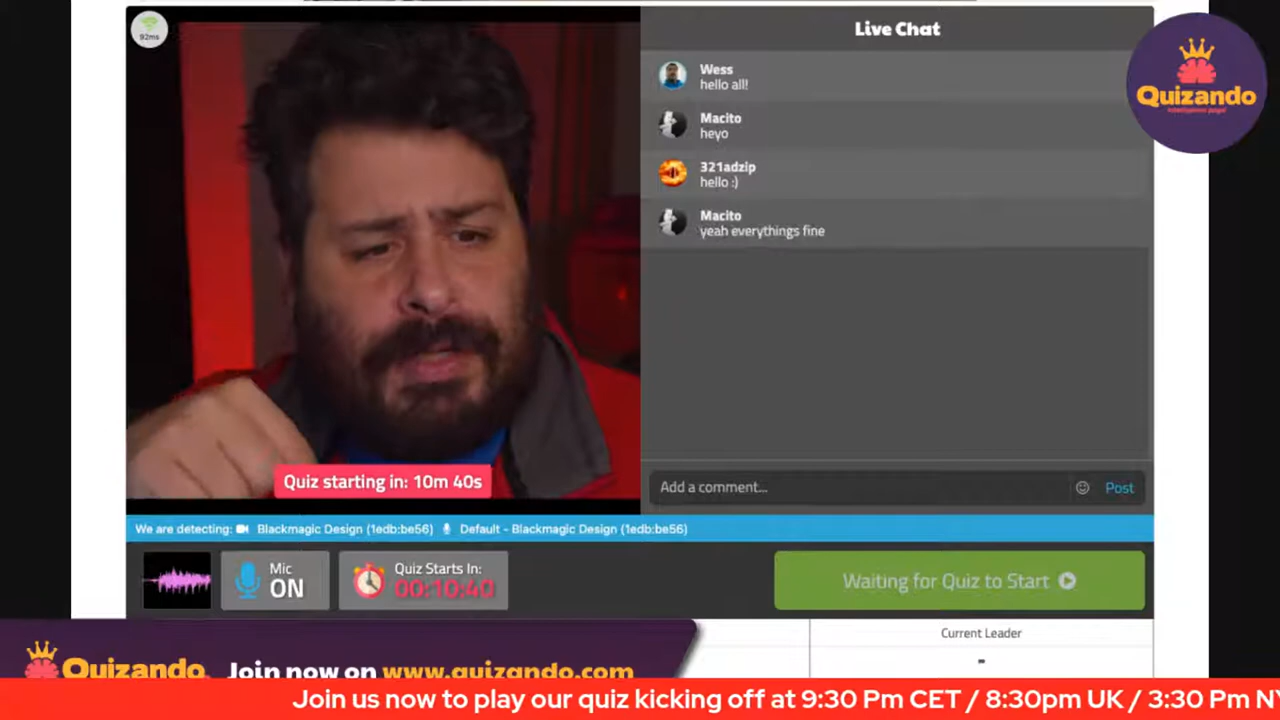 92ms
Live Chat
Wess
hello all!
Macito
heyo
321adzip
hello :)
Macito
yeah everythings fine
Quizando
Quiz starting in: 10m 40s
Add a comment...
Post
We are detecting: Blackmagic Design (1edb:be56) Default - Blackmagic Design (1edb:be56)
Mic
ON
Quiz Starts In:
00:10:40
Waiting for Quiz to Start
Current Leader
-
Quizando Join now on www.quizando.com
Join us now to play our quiz kicking off at 9:30 Pm CET / 8:30pm UK / 3:30 Pm NY